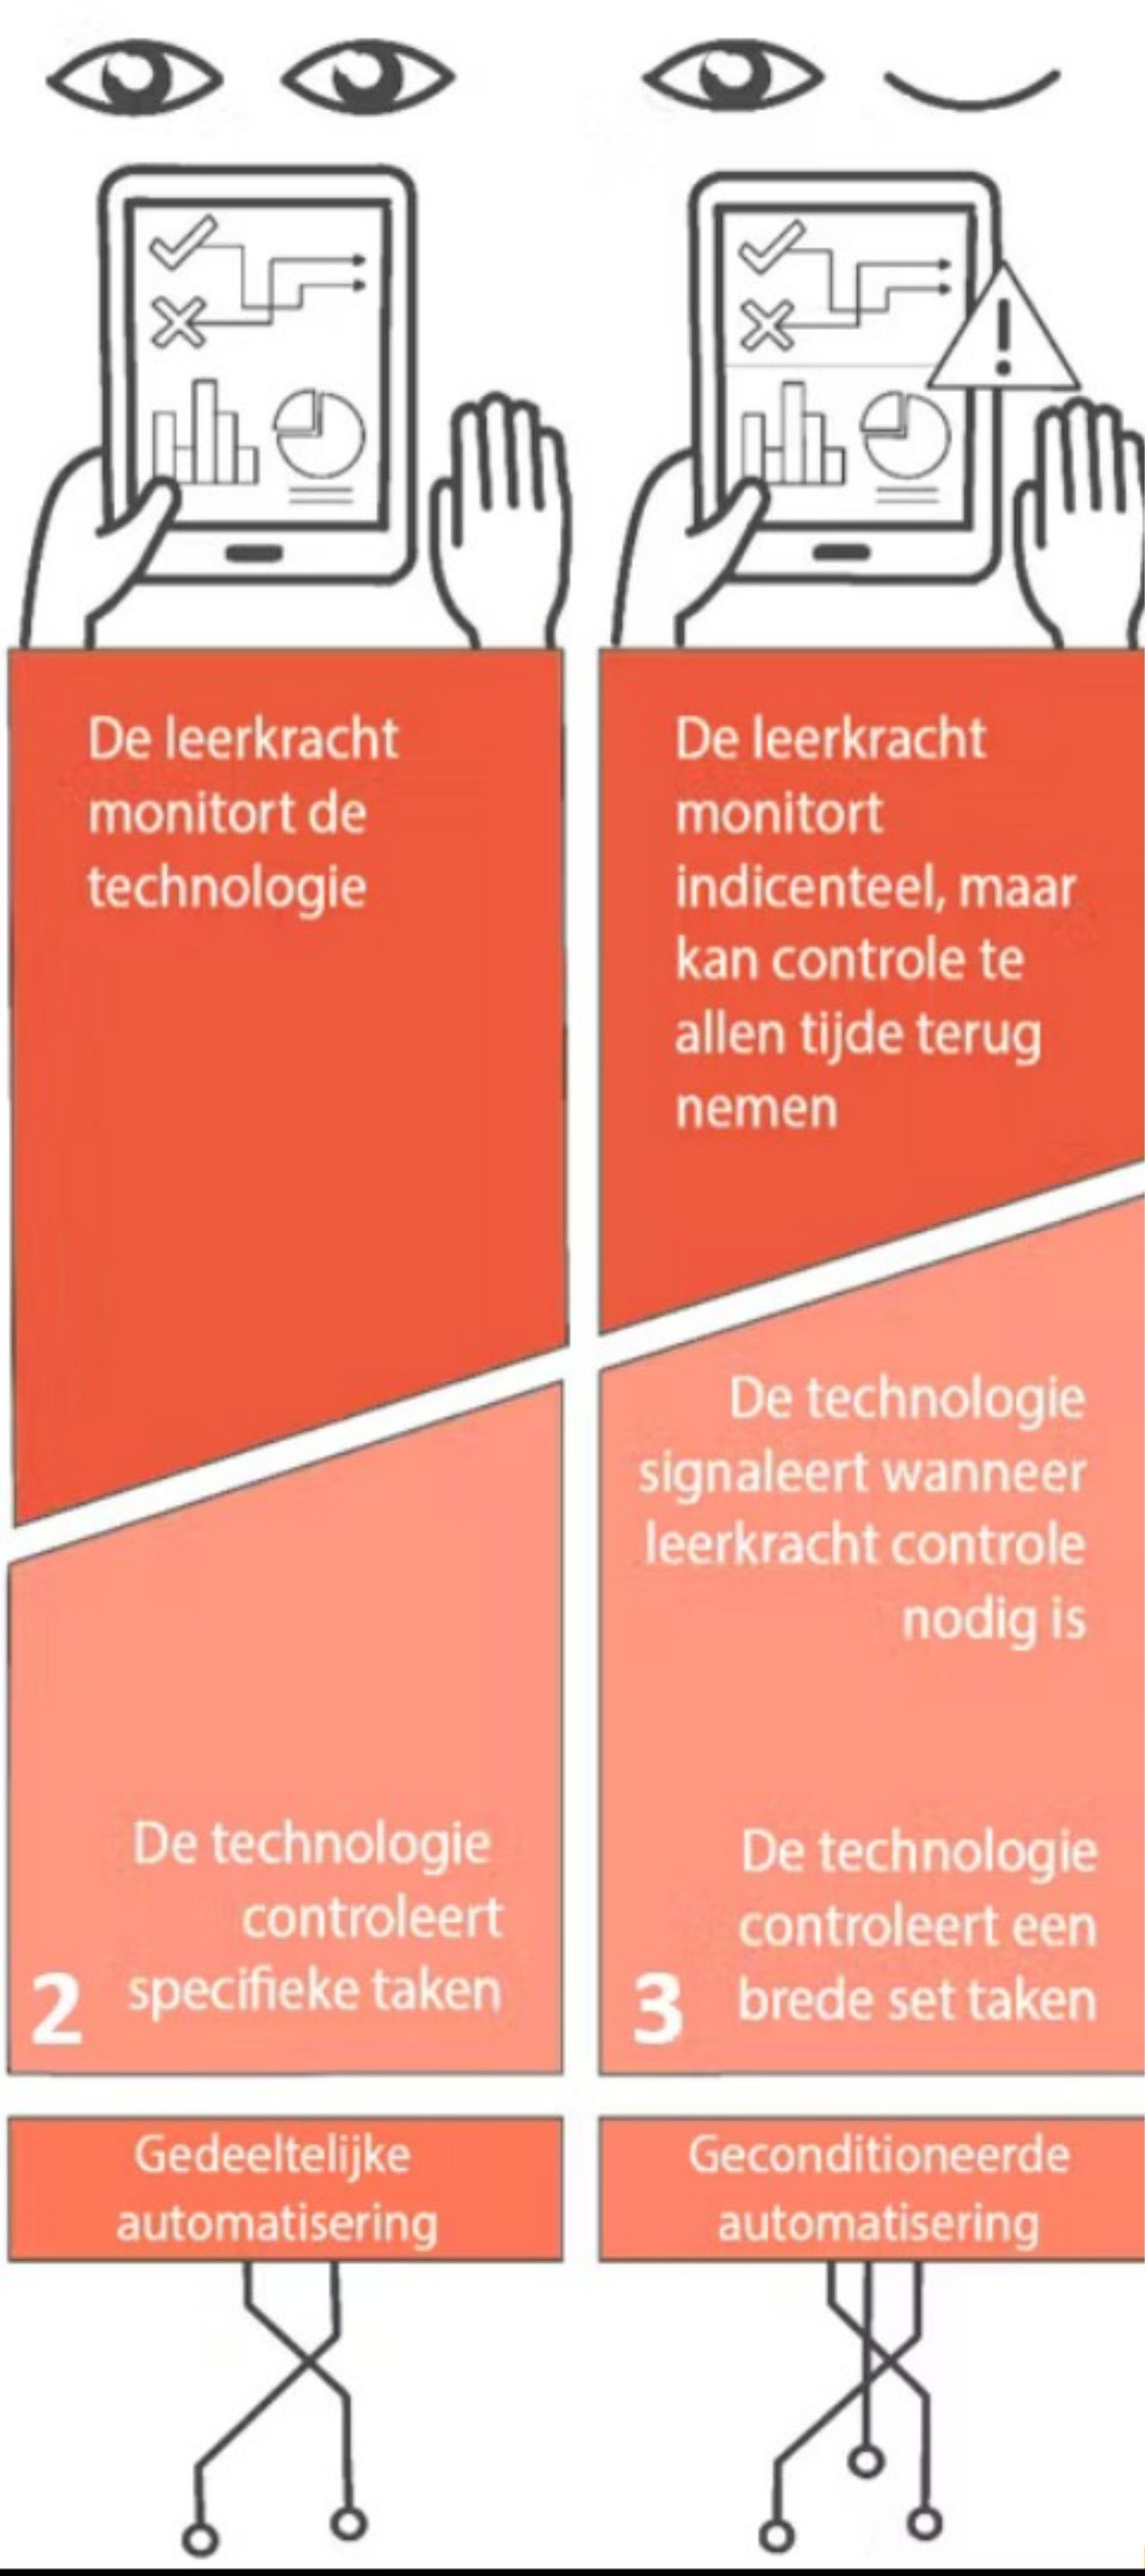 De leerkracht
monitort de
technologie
De technologie
controleert
specifieke taken
2
Gedeeltelijke
automatisering
De leerkracht
monitort
indicenteel, maar
kan controle te
allen tijde terug
nemen
De technologie
signaleert wanneer
leerkracht controle
nodig is
De technologie
controleert een
brede set taken
3
Geconditioneerde
automatisering